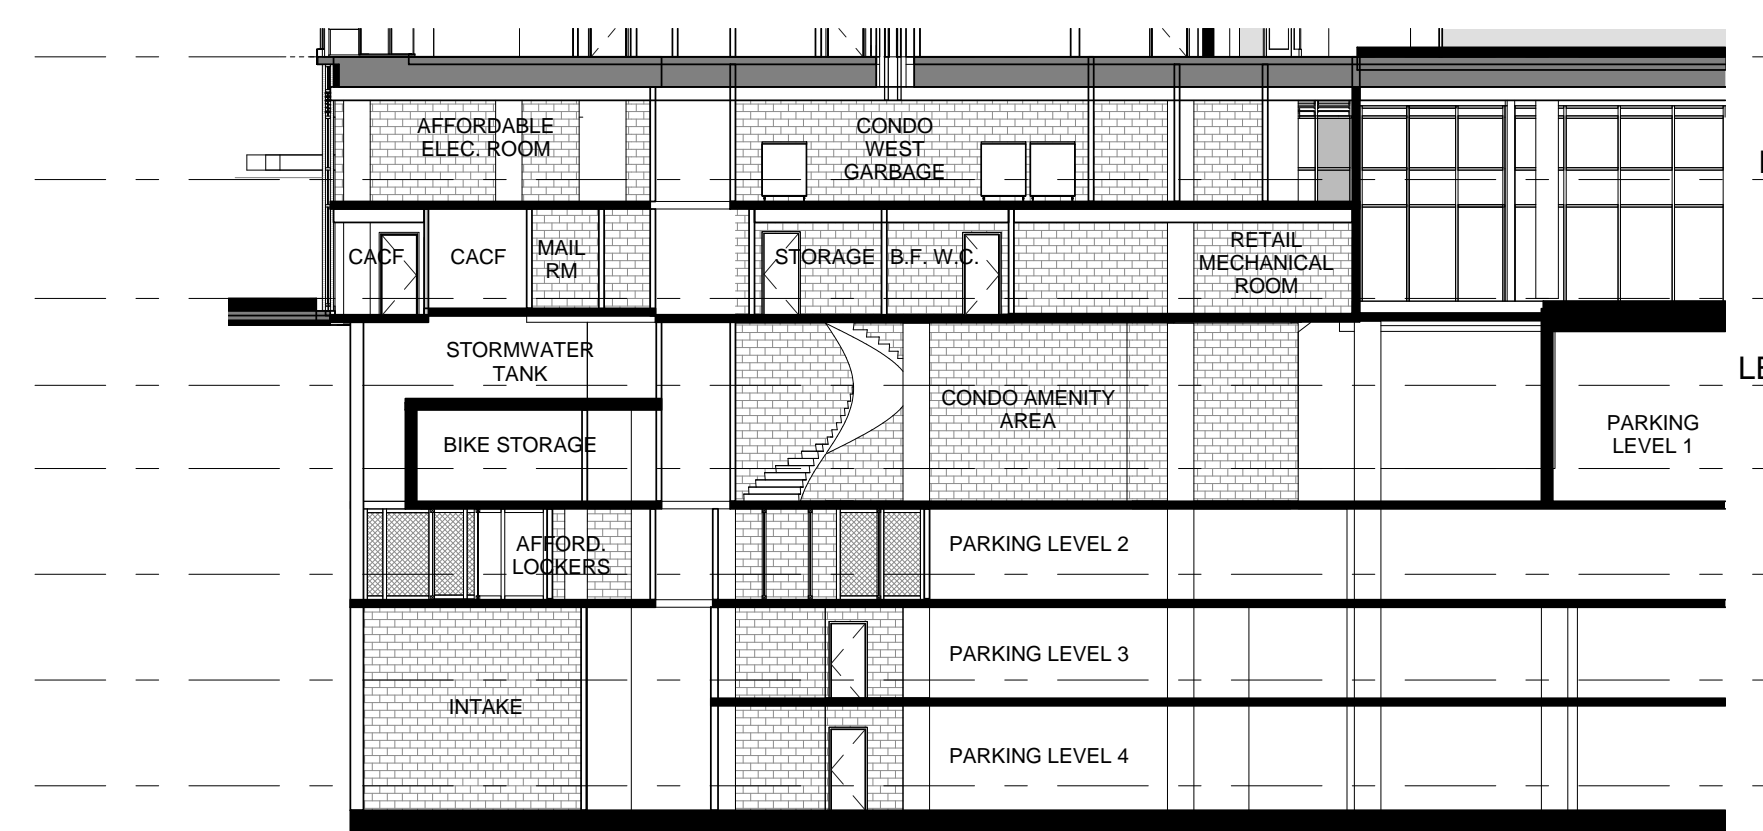 AFFORDABLE
ELEC. ROOM
CONDO
WEST
GARBAGE
CACF
CACF
MAIL
RM
STORAGE
B.F. W.C.
RETAIL
MECHANICAL
ROOM
STORMWATER
TANK
BIKE STORAGE
CONDO AMENITY
AREA
PARKING
LEVEL 1
LE
AFFORD.
LOCKERS
PARKING LEVEL 2
PARKING LEVEL 3
INTAKE
PARKING LEVEL 4